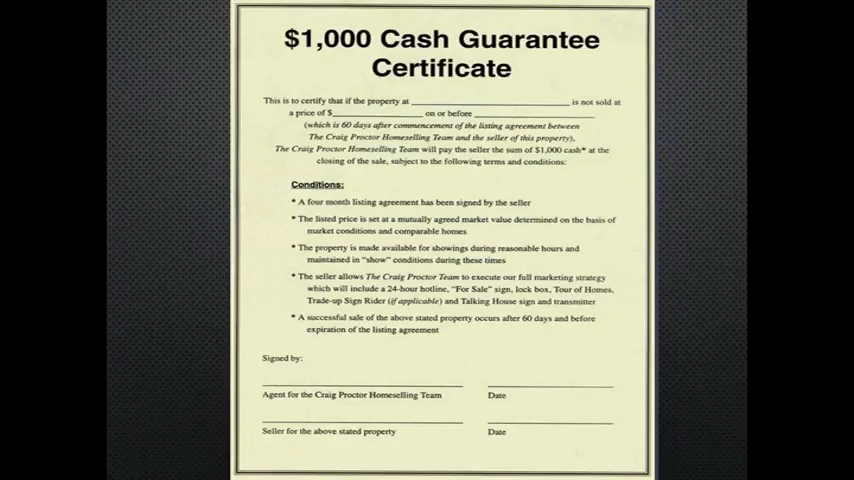 $1,000 Cash Guarantee
Certificate
This is to certify that if the property at ______________________ is not sold at
a price of $______________ on or before __________________
(which is 60 days after commencement of the listing agreement between
The Craig Proctor Homeselling Team and the seller of this property),
The Craig Proctor Homeselling Team will pay the seller the sum of $1,000 cash* at the
closing of the sale, subject to the following terms and conditions:
Conditions:
* A four month listing agreement has been signed by the seller
* The listed price is set at a mutually agreed market value determined on the basis of
market conditions and comparable homes
* The property is made available for showings during reasonable hours and
maintained in "show" conditions during these times
* The seller allows The Craig Proctor Team to execute our full marketing strategy
which will include a 24-hour hotline, "For Sale" sign, lock box, Tour of Homes,
Trade-up Sign Rider (if applicable) and Talking House sign and transmitter
* A successful sale of the above stated property occurs after 60 days and before
expiration of the listing agreement
Signed by:
Agent for the Craig Proctor Homeselling Team Date
Seller for the above stated property Date